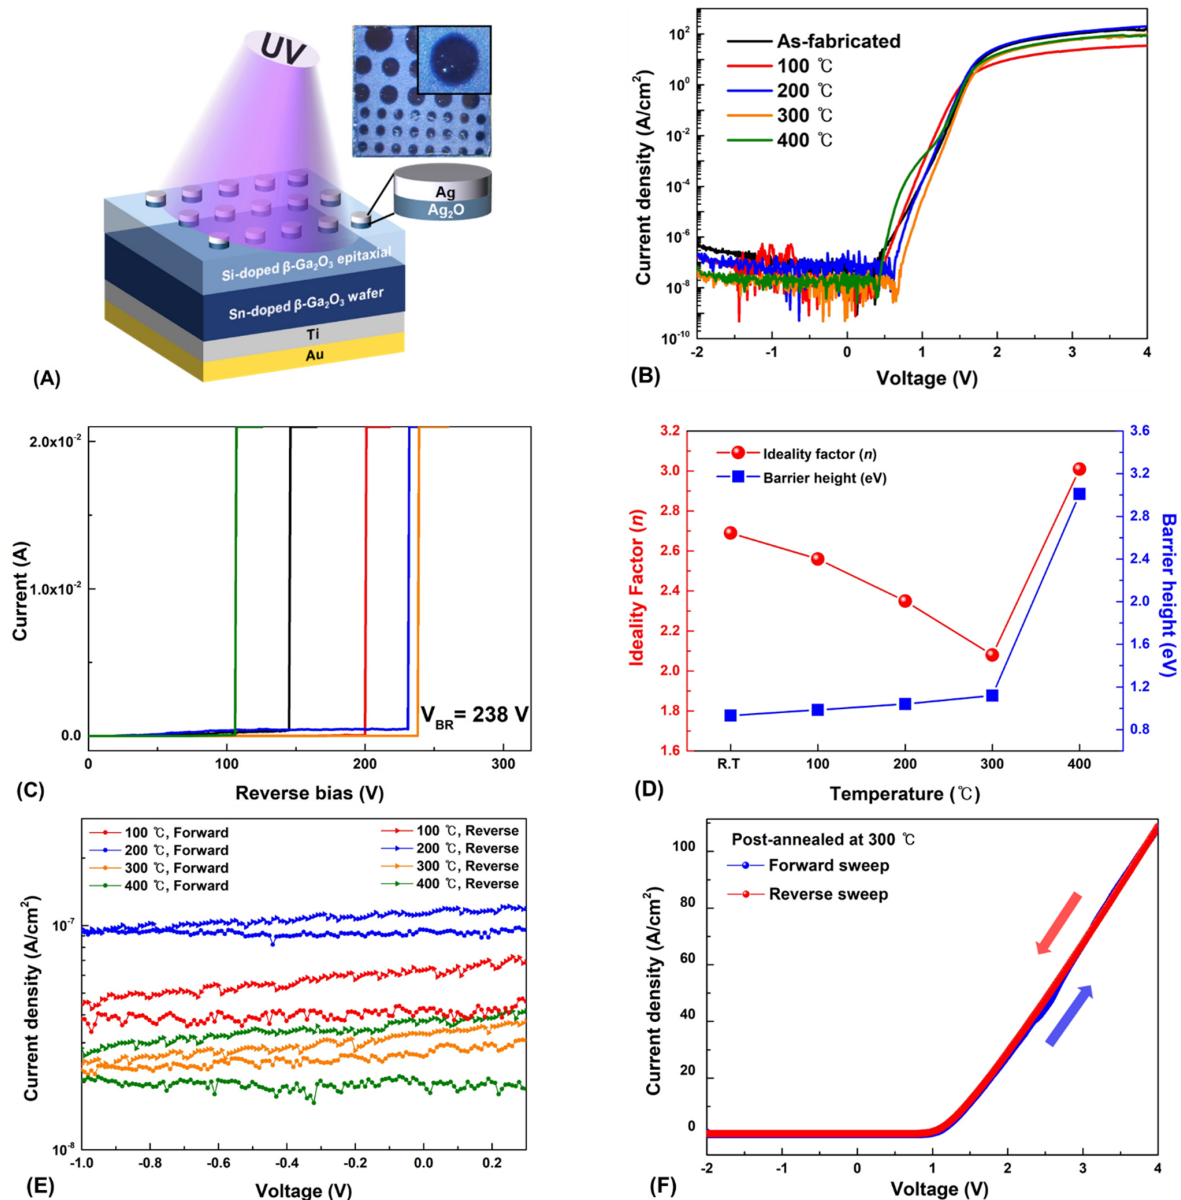 UV
Ag
Ag2O
Si-doped β-Ga2O3 epitaxial
Sn-doped β-Ga2O3 wafer
Ti
Au
(A)
As-fabricated
100 ℃
200 ℃
300 ℃
400 ℃
Current density (A/cm²)
10²
10⁰
10⁻²
10⁻⁴
10⁻⁶
10⁻⁸
10⁻¹⁰
-2 -1 0 1 2 3 4
Voltage (V)
(B)
Current (A)
2.0x10⁻²
1.0x10⁻²
0.0
VBR= 238 V
0 100 200 300
Reverse bias (V)
(C)
Ideality factor (n)
Barrier height (eV)
Ideality Factor (n)
3.2
3.0
2.8
2.6
2.4
2.2
2.0
1.8
1.6
3.6
3.2
2.8
2.4
2.0
1.6
1.2
0.8
Barrier height (eV)
R.T 100 200 300 400
Temperature (℃)
(D)
100 ℃, Forward
200 ℃, Forward
300 ℃, Forward
400 ℃, Forward
100 ℃, Reverse
200 ℃, Reverse
300 ℃, Reverse
400 ℃, Reverse
Current density (A/cm²)
10⁻⁷
10⁻⁸
-1.0 -0.8 -0.6 -0.4 -0.2 0.0 0.2
Voltage (V)
(E)
Post-annealed at 300 ℃
Forward sweep
Reverse sweep
Current density (A/cm²)
100
80
60
40
20
0
-2 -1 0 1 2 3 4
Voltage (V)
(F)